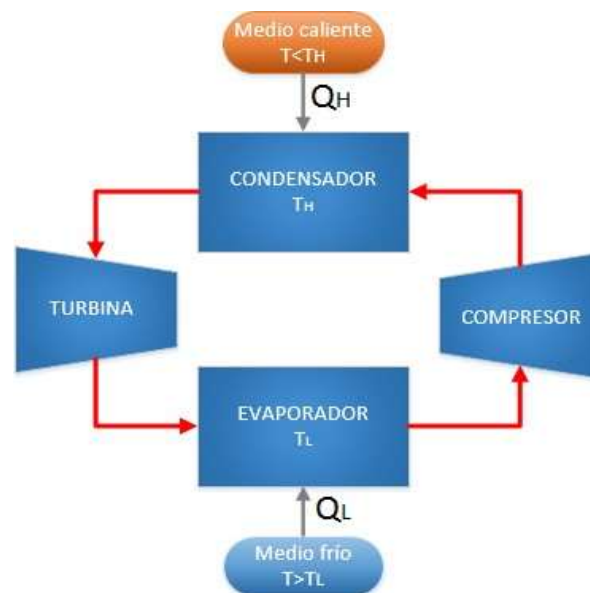 Medio caliente
T<TH
QH
CONDENSADOR
TH
TURBINA
COMPRESOR
EVAPORADOR
TL
QL
Medio frío
T>TL